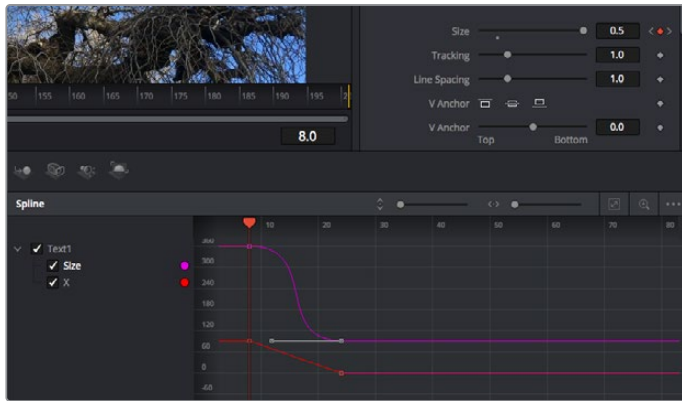 Size 0.5
Tracking 1.0
Line Spacing 1.0
V Anchor
V Anchor 0.0
Top Bottom
50 155 160 165 170 175 180 185 190 195
8.0
Spline
10 20 30 40 50 60 70 80
Text1
Size
X
360
300
240
180
120
60
0
-60